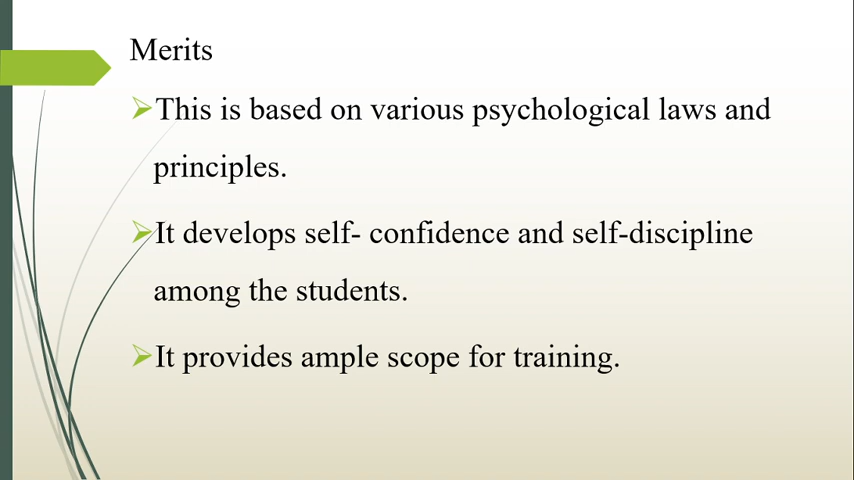 Merits
➢This is based on various psychological laws and
principles.
➢It develops self- confidence and self-discipline
among the students.
➢It provides ample scope for training.